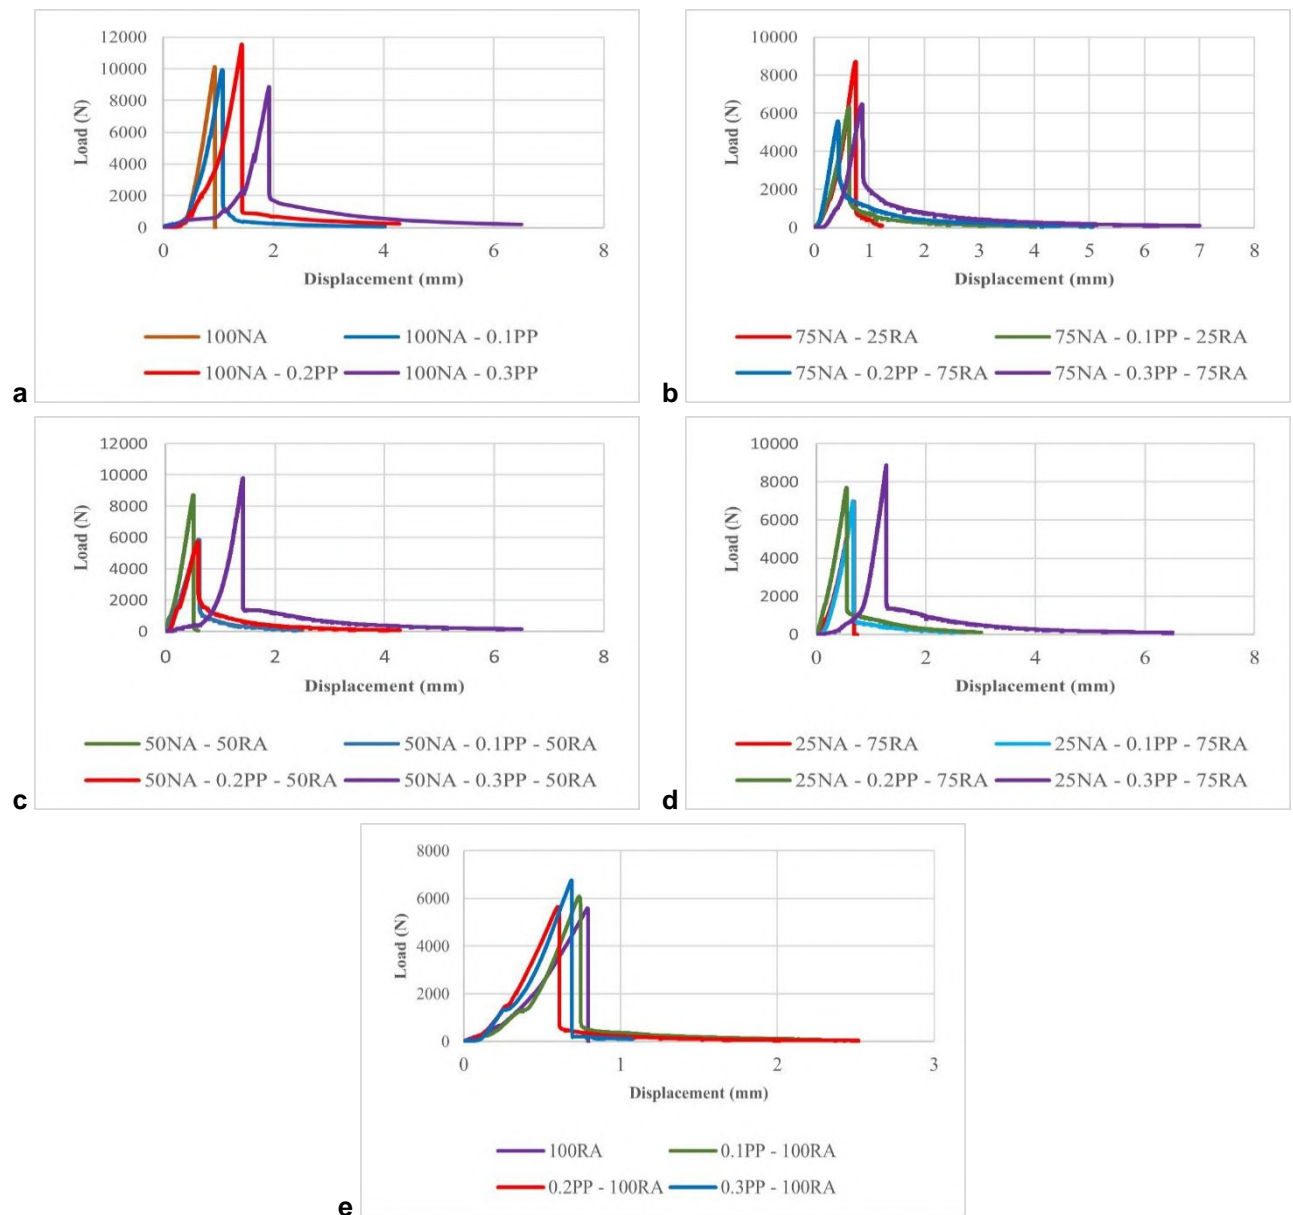 12000
10000
8000
6000
4000
2000
0
Load (N)
0 2 4 6 8
Displacement (mm)
100NA 100NA - 0.1PP
100NA - 0.2PP 100NA - 0.3PP
a
10000
8000
6000
4000
2000
0
Load (N)
0 1 2 3 4 5 6 7 8
Displacement (mm)
75NA - 25RA 75NA - 0.1PP - 25RA
75NA - 0.2PP - 75RA 75NA - 0.3PP - 75RA
b
12000
10000
8000
6000
4000
2000
0
Load (N)
0 2 4 6 8
Displacement (mm)
50NA - 50RA 50NA - 0.1PP - 50RA
50NA - 0.2PP - 50RA 50NA - 0.3PP - 50RA
c
10000
8000
6000
4000
2000
0
Load (N)
0 2 4 6 8
Displacement (mm)
25NA - 75RA 25NA - 0.1PP - 75RA
25NA - 0.2PP - 75RA 25NA - 0.3PP - 75RA
d
8000
6000
4000
2000
0
Load (N)
0 1 2 3
Displacement (mm)
100RA 0.1PP - 100RA
0.2PP - 100RA 0.3PP - 100RA
e